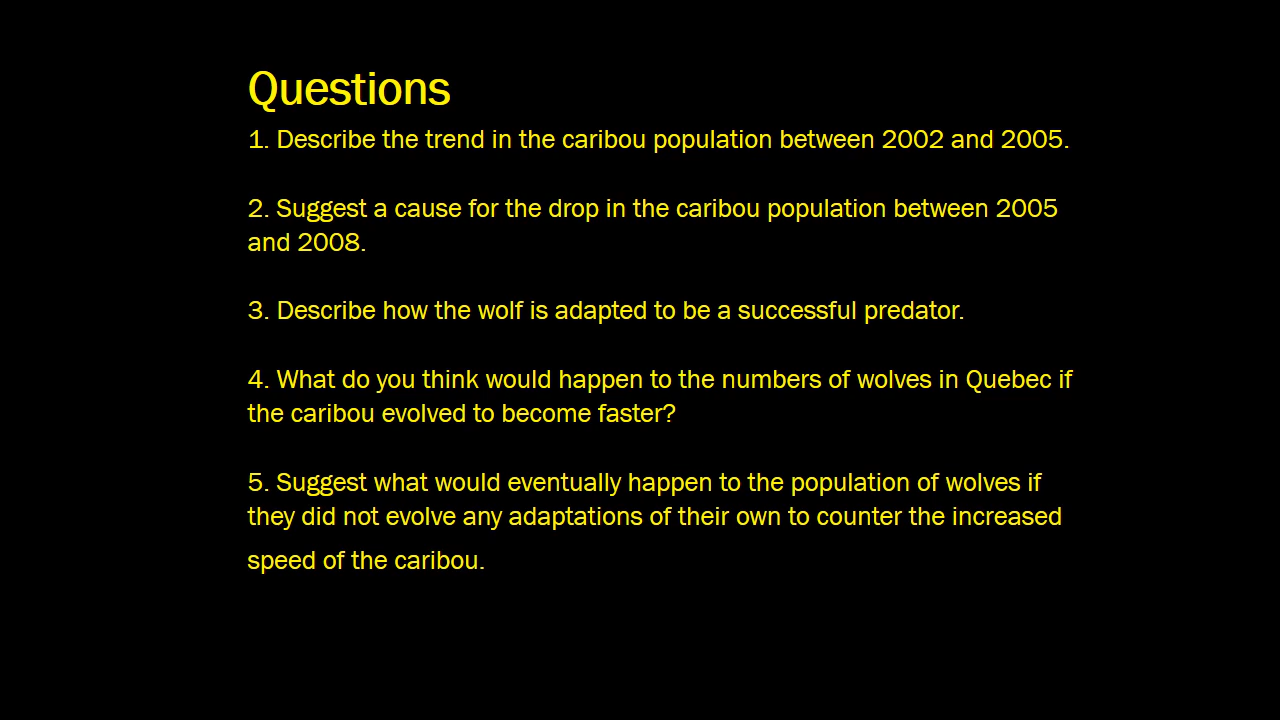 Questions
1. Describe the trend in the caribou population between 2002 and 2005.
2. Suggest a cause for the drop in the caribou population between 2005
and 2008.
3. Describe how the wolf is adapted to be a successful predator.
4. What do you think would happen to the numbers of wolves in Quebec if
the caribou evolved to become faster?
5. Suggest what would eventually happen to the population of wolves if
they did not evolve any adaptations of their own to counter the increased
speed of the caribou.